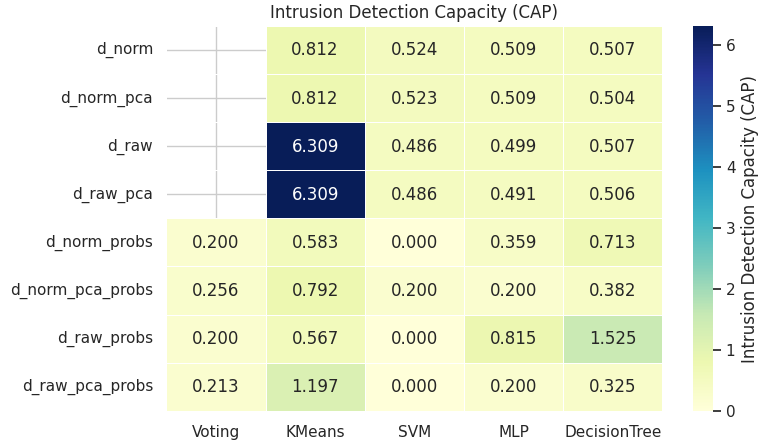 Intrusion Detection Capacity (CAP)
d_norm 0.812 0.524 0.509 0.507
d_norm_pca 0.812 0.523 0.509 0.504
d_raw 6.309 0.486 0.499 0.507
d_raw_pca 6.309 0.486 0.491 0.506
d_norm_probs 0.200 0.583 0.000 0.359 0.713
d_norm_pca_probs 0.256 0.792 0.200 0.200 0.382
d_raw_probs 0.200 0.567 0.000 0.815 1.525
d_raw_pca_probs 0.213 1.197 0.000 0.200 0.325
Voting KMeans SVM MLP DecisionTree
6
5
4
3
2
1
0
Intrusion Detection Capacity (CAP)